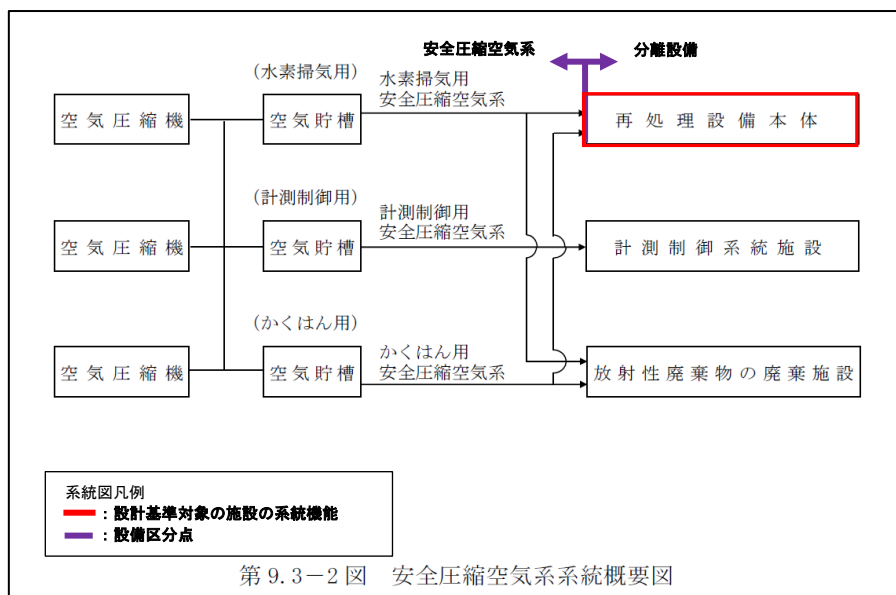 安全圧縮空気系 分離設備
(水素掃気用) 水素掃気用
安全圧縮空気系
空気圧縮機 空気貯槽 再処理設備本体
(計測制御用) 計測制御用
安全圧縮空気系
空気圧縮機 空気貯槽 計測制御系統施設
(かくはん用) かくはん用
安全圧縮空気系
空気圧縮機 空気貯槽 放射性廃棄物の廃棄施設
系統図凡例
：設計基準対象の施設の系統機能
：設備区分点
第9.3－2図 安全圧縮空気系系統概要図